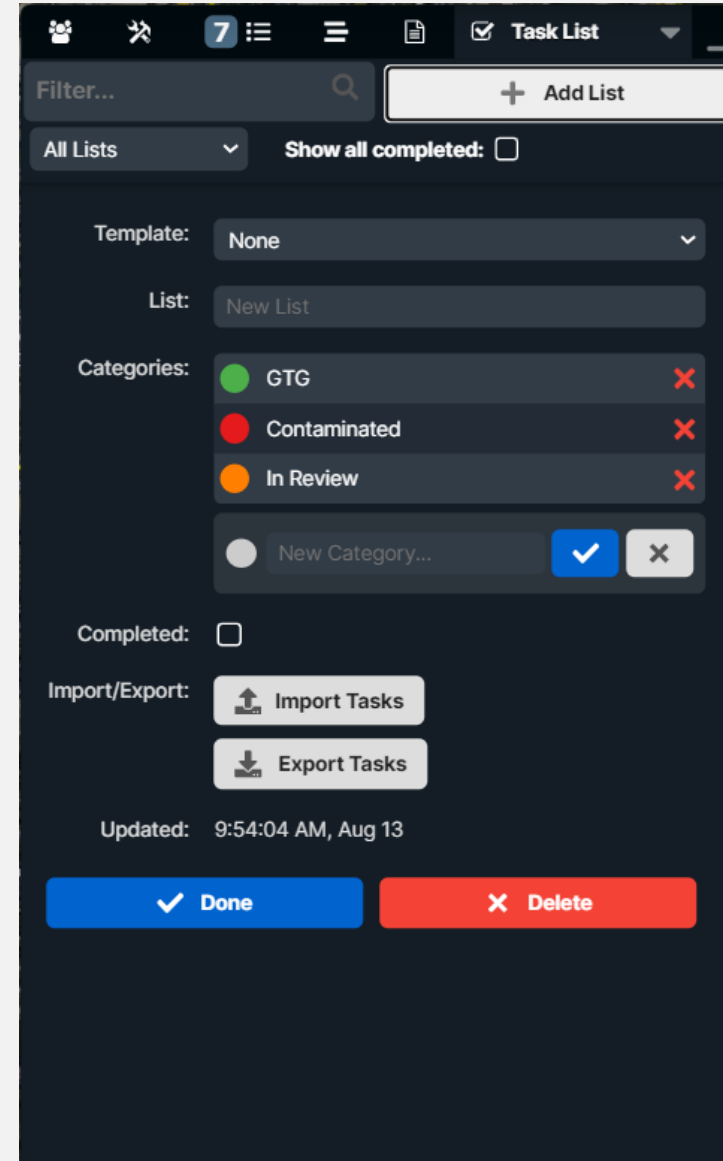 7 Task List
Filter... Add List
All Lists Show all completed:
Template: None
List: New List
Categories: GTG
Contaminated
In Review
New Category...
Completed:
Import/Export: Import Tasks
Export Tasks
Updated: 9:54:04 AM, Aug 13
Done Delete